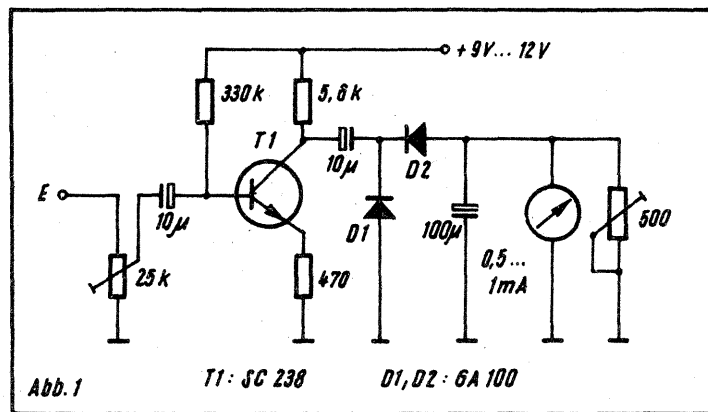 +9V... 12V
330k
5,6k
T1
10µ
D2
E
10µ
D1
100µ
0,5...
1mA
500
25k
470
Abb.1
T1: SC 238
D1, D2: GA 100